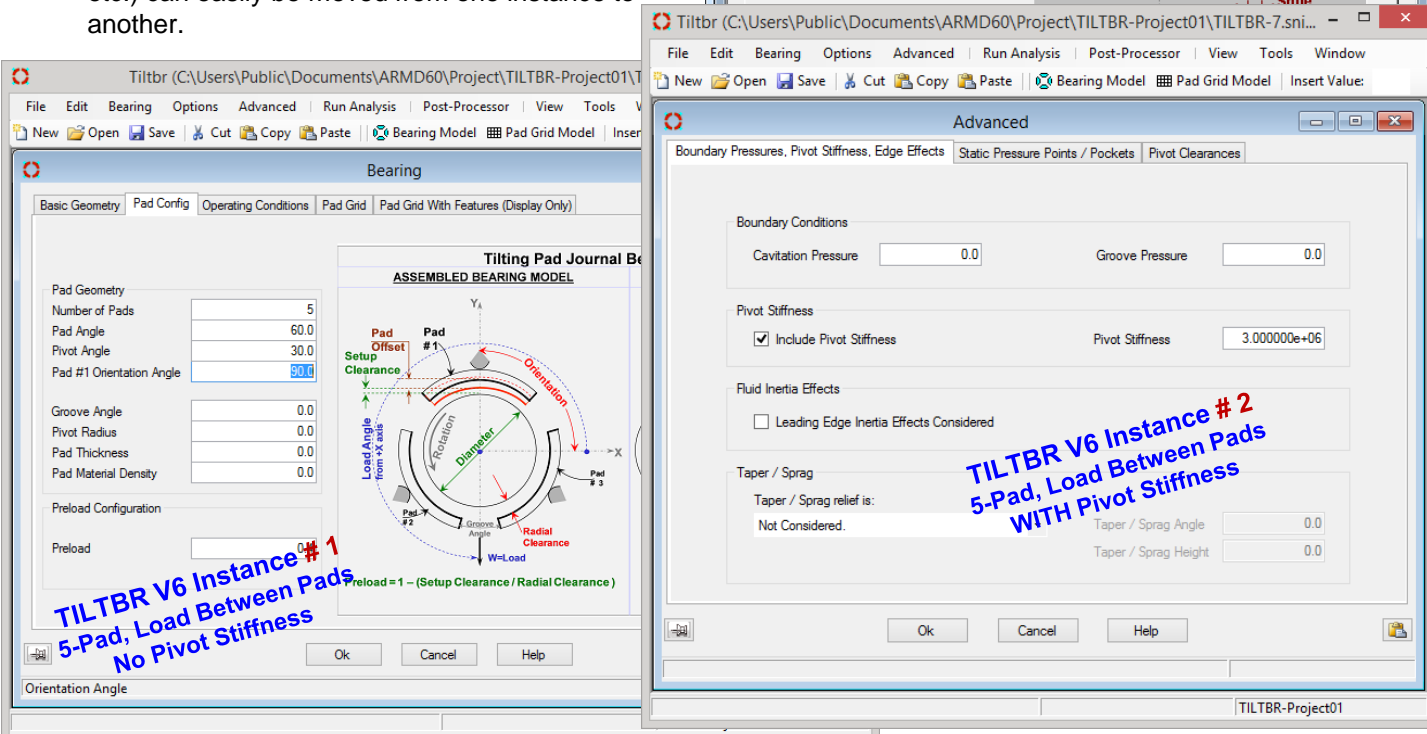 etc.) can easily be moved from one instance to
another.
Tiltbr (C:\Users\Public\Documents\ARMD60\Project\TILTBR-Project01\T
File Edit Bearing Options Advanced Run Analysis Post-Processor View Tools
New Open Save Cut Copy Paste Bearing Model Pad Grid Model Inser
Bearing
Basic Geometry Pad Config Operating Conditions Pad Grid Pad Grid With Features (Display Only)
Pad Geometry
Number of Pads 5
Pad Angle 60.0
Pivot Angle 30.0
Pad #1 Orientation Angle 90.0
Groove Angle 0.0
Pivot Radius 0.0
Pad Thickness 0.0
Pad Material Density 0.0
Preload Configuration
Preload
Tilting Pad Journal Be
ASSEMBLED BEARING MODEL
Y
Pad
Offset
Pad
#1
Setup
Clearance
Orientation
Load Angle
from +X axis
Rotation
Diameter
X
Pad
# 3
Pad
#2
Groove
Angle
Radial
Clearance
W=Load
Preload = 1 – (Setup Clearance / Radial Clearance )
TILTBR V6 Instance # 1
5-Pad, Load Between Pads
No Pivot Stiffness
Ok Cancel Help
Orientation Angle
Tiltbr (C:\Users\Public\Documents\ARMD60\Project\TILTBR-Project01\TILTBR-7.sni...
File Edit Bearing Options Advanced Run Analysis Post-Processor View Tools Window
New Open Save Cut Copy Paste Bearing Model Pad Grid Model Insert Value:
Advanced
Boundary Pressures, Pivot Stiffness, Edge Effects Static Pressure Points / Pockets Pivot Clearances
Boundary Conditions
Cavitation Pressure 0.0 Groove Pressure 0.0
Pivot Stiffness
Include Pivot Stiffness Pivot Stiffness 3.000000e+06
Fluid Inertia Effects
Leading Edge Inertia Effects Considered
TILTBR V6 Instance # 2
5-Pad, Load Between Pads
WITH Pivot Stiffness
Taper / Sprag
Taper / Sprag relief is:
Not Considered.
Taper / Sprag Angle 0.0
Taper / Sprag Height 0.0
Ok Cancel Help
TILTBR-Project01